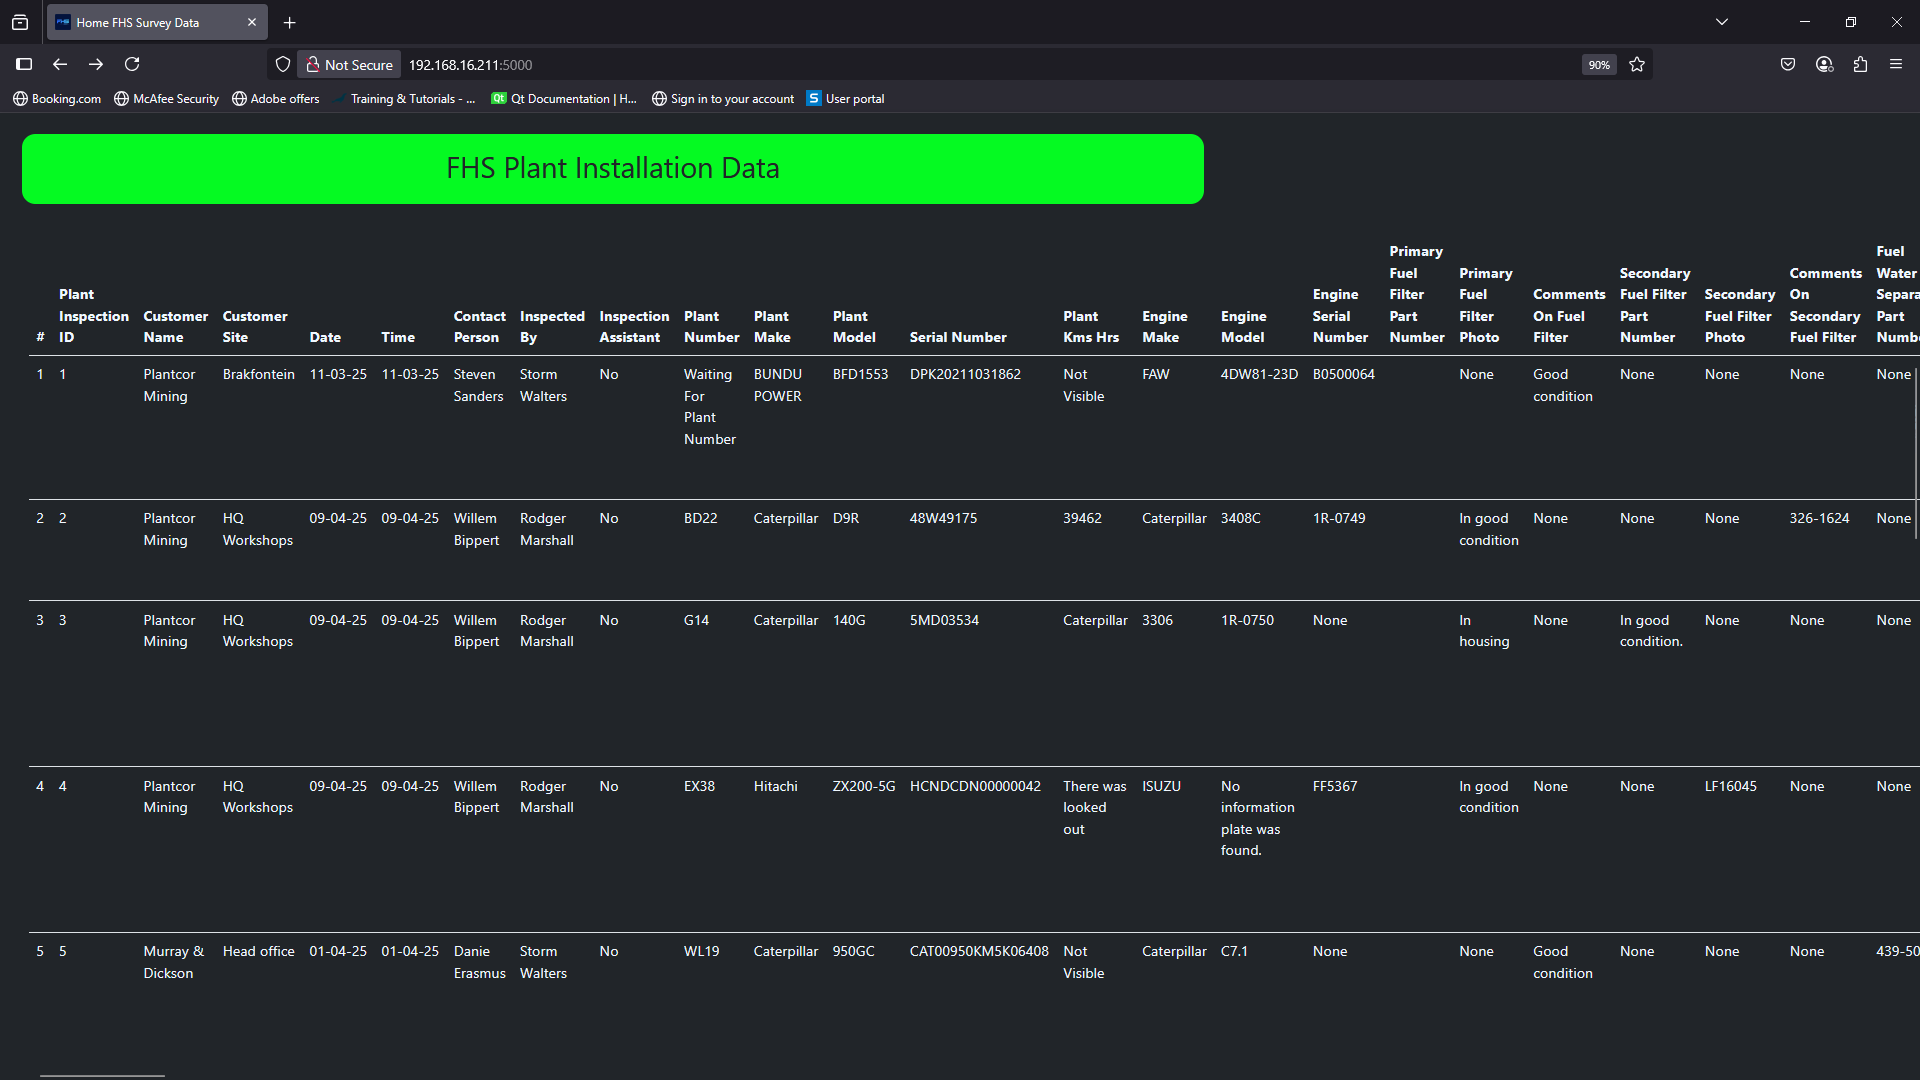 Home FHS Survey Data
Not Secure 192.168.16.211:5000 90%
Booking.com McAfee Security Adobe offers Training & Tutorials - ... Qt Documentation | H... Sign in to your account User portal
FHS Plant Installation Data
# Plant Inspection ID Customer Name Customer Site Date Time Contact Person Inspected By Inspection Assistant Plant Number Plant Make Plant Model Serial Number Plant Kms Hrs Engine Make Engine Model Engine Serial Number Primary Fuel Filter Part Number Primary Fuel Filter Photo Comments On Fuel Filter Secondary Fuel Filter Part Number Secondary Fuel Filter Photo Comments On Secondary Fuel Filter Fuel Water Separa Part Numbe
1 1 Plantcor Mining Brakfontein 11-03-25 11-03-25 Steven Sanders Storm Walters No Waiting For Plant Number BUNDU POWER BFD1553 DPK20211031862 Not Visible FAW 4DW81-23D B0500064 None Good condition None None None None
2 2 Plantcor Mining HQ Workshops 09-04-25 09-04-25 Willem Bippert Rodger Marshall No BD22 Caterpillar D9R 48W49175 39462 Caterpillar 3408C 1R-0749 In good condition None None None 326-1624 None
3 3 Plantcor Mining HQ Workshops 09-04-25 09-04-25 Willem Bippert Rodger Marshall No G14 Caterpillar 140G 5MD03534 Caterpillar 3306 1R-0750 None In housing None In good condition. None None None
4 4 Plantcor Mining HQ Workshops 09-04-25 09-04-25 Willem Bippert Rodger Marshall No EX38 Hitachi ZX200-5G HCNDCDN00000042 There was looked out ISUZU No information plate was found. FF5367 In good condition None None LF16045 None None
5 5 Murray & Dickson Head office 01-04-25 01-04-25 Danie Erasmus Storm Walters No WL19 Caterpillar 950GC CAT00950KM5K06408 Not Visible Caterpillar C7.1 None None Good condition None None None 439-50